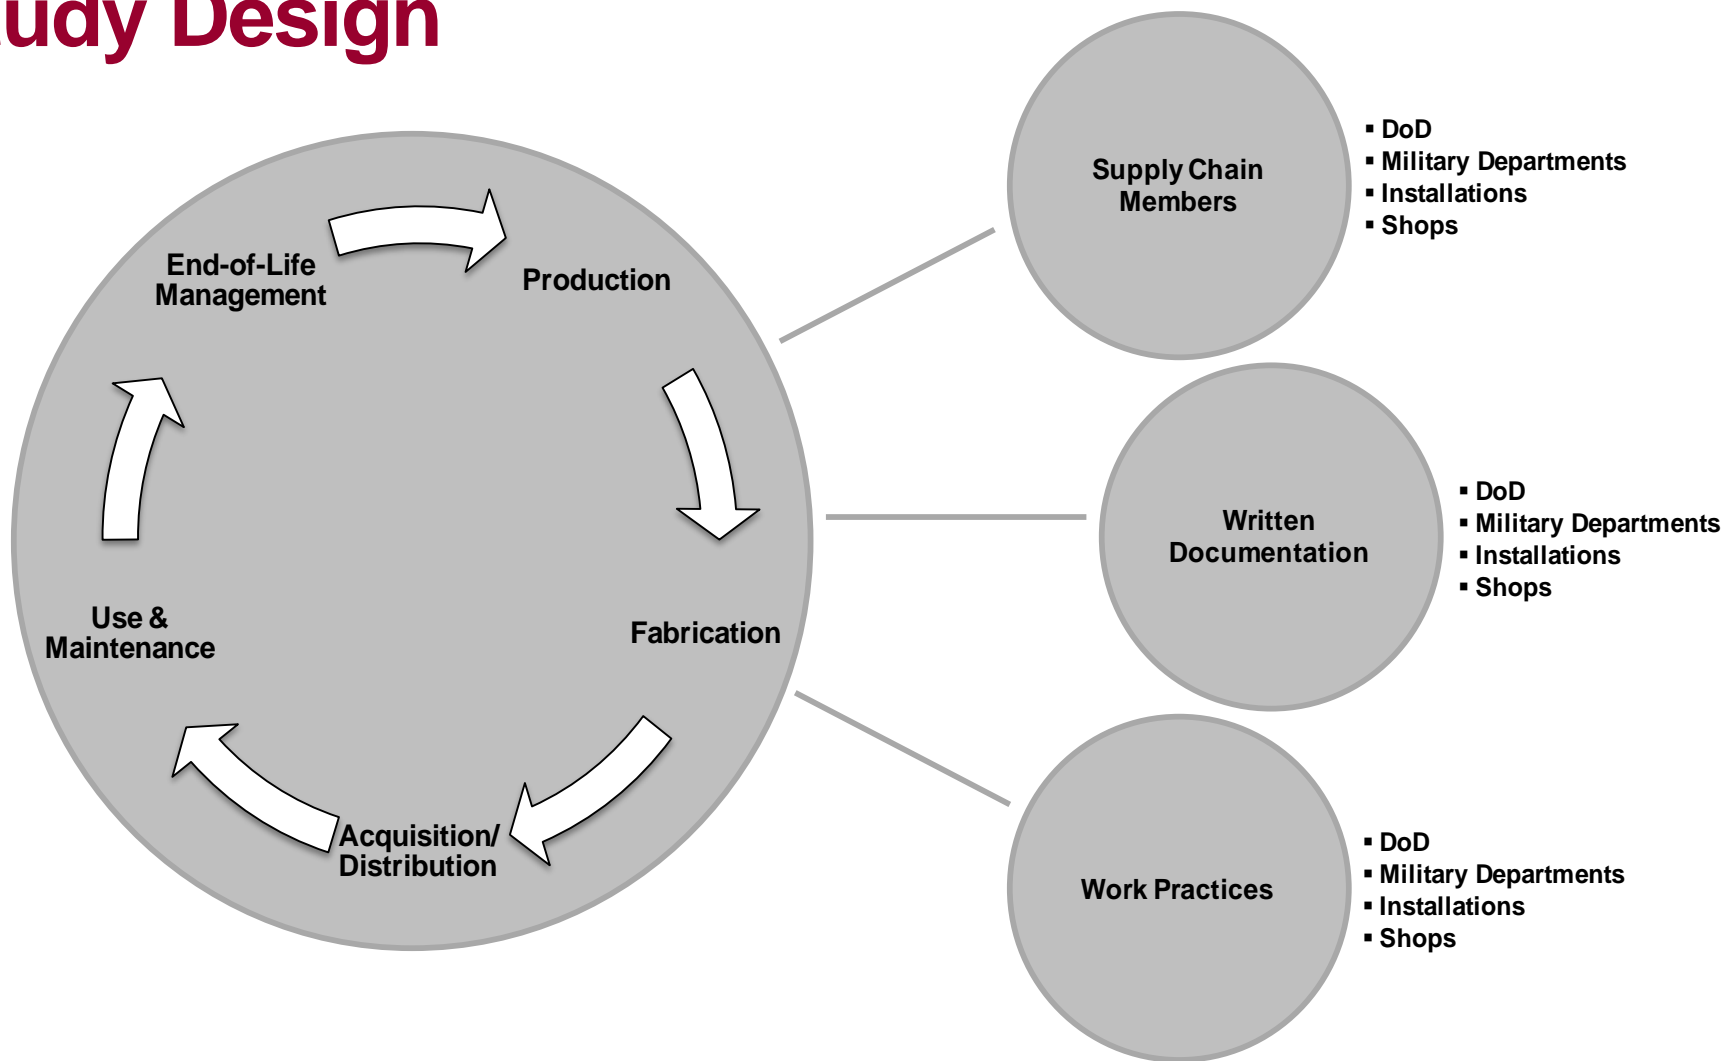 udy Design
End-of-Life
Management
Production
Fabrication
Acquisition/
Distribution
Use &
Maintenance
Supply Chain
Members
▪ DoD
▪ Military Departments
▪ Installations
▪ Shops
Written
Documentation
▪ DoD
▪ Military Departments
▪ Installations
▪ Shops
Work Practices
▪ DoD
▪ Military Departments
▪ Installations
▪ Shops